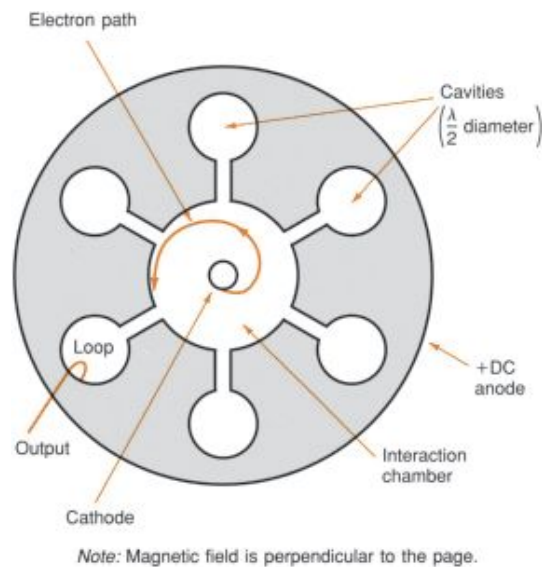 Electron path
Cavities
(λ/2 diameter)
Loop
+DC
anode
Output
Interaction
chamber
Cathode
Note: Magnetic field is perpendicular to the page.